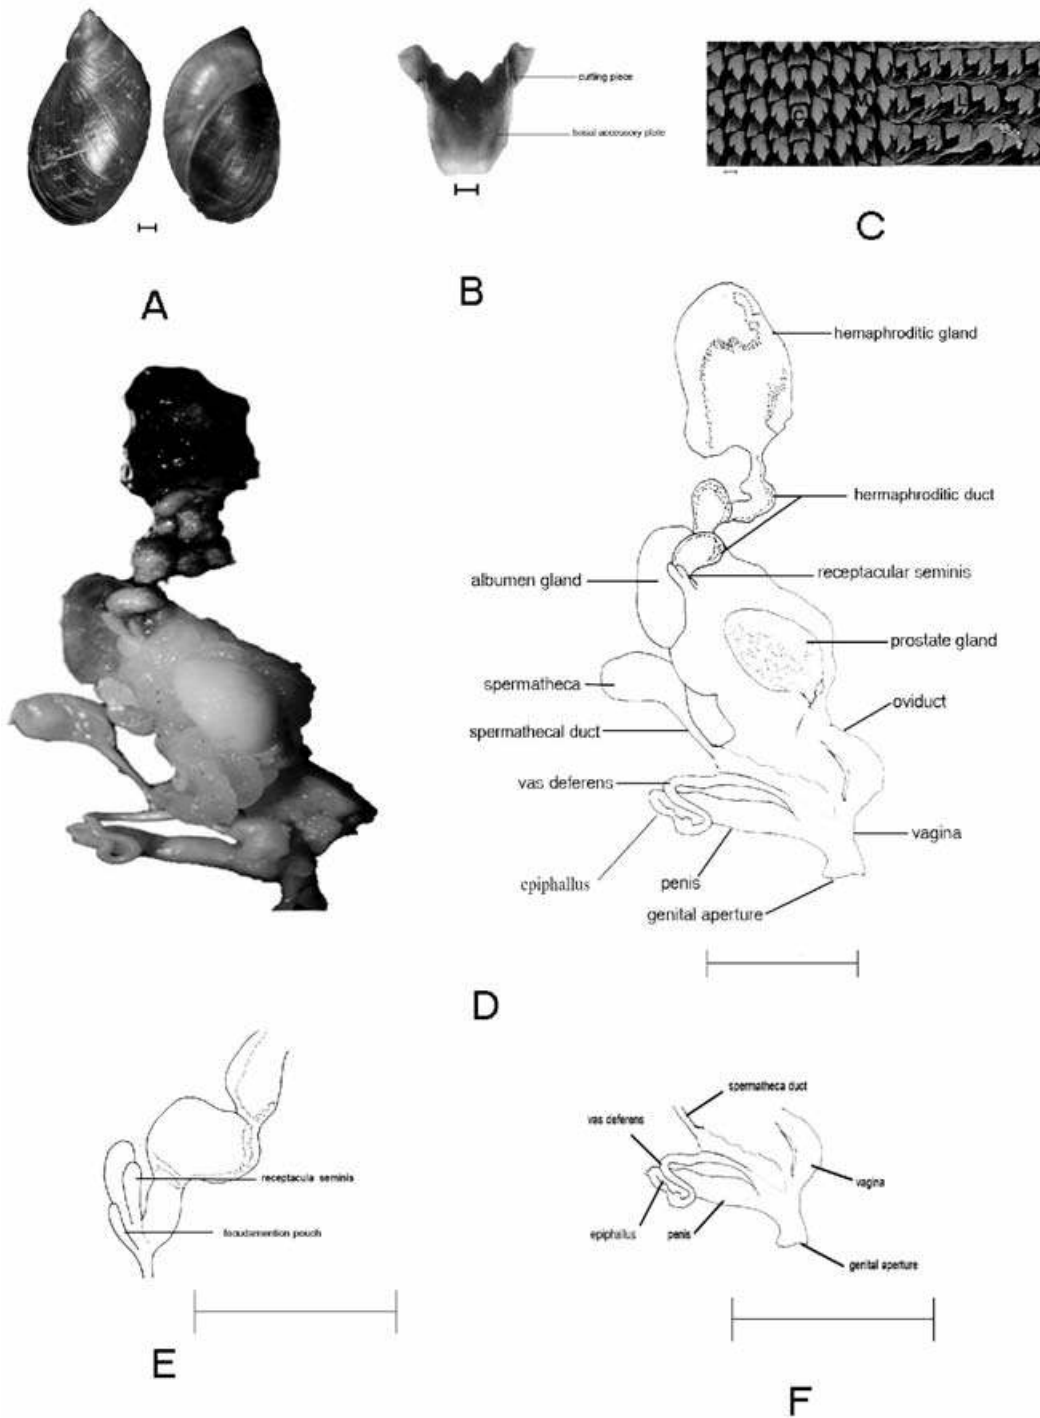 cutting piece
basal accessory plate
C
M
L
A
B
C
hemaphroditic gland
hermaphroditic duct
albumen gland
receptacular seminis
prostate gland
spermatheca
oviduct
spermathecal duct
vas deferens
vagina
epiphallus
penis
genital aperture
D
receptacula seminis
E
spermatheca duct
vas deferens
vagina
epiphallus
penis
genital aperture
F